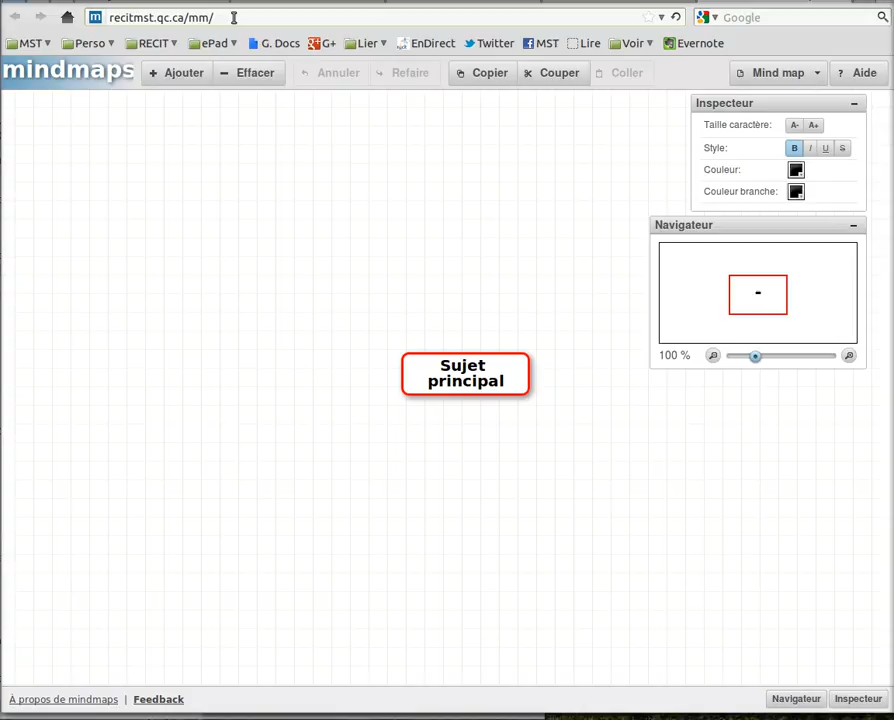 recitmst.qc.ca/mm/
Google
MST Perso RECIT ePad G. Docs G+ Lier EnDirect Twitter MST Lire Voir Evernote
mindmaps Ajouter Effacer Annuler Refaire Copier Couper Coller Mind map ? Aide
Inspecteur
Taille caractère: A- A+
Style: B I U S
Couleur:
Couleur branche:
Navigateur
100 %
Sujet
principal
À propos de mindmaps | Feedback
Navigateur Inspecteur